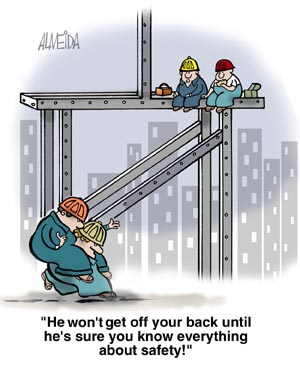 ALMEIDA
"He won't get off your back until
he's sure you know everything
about safety!"